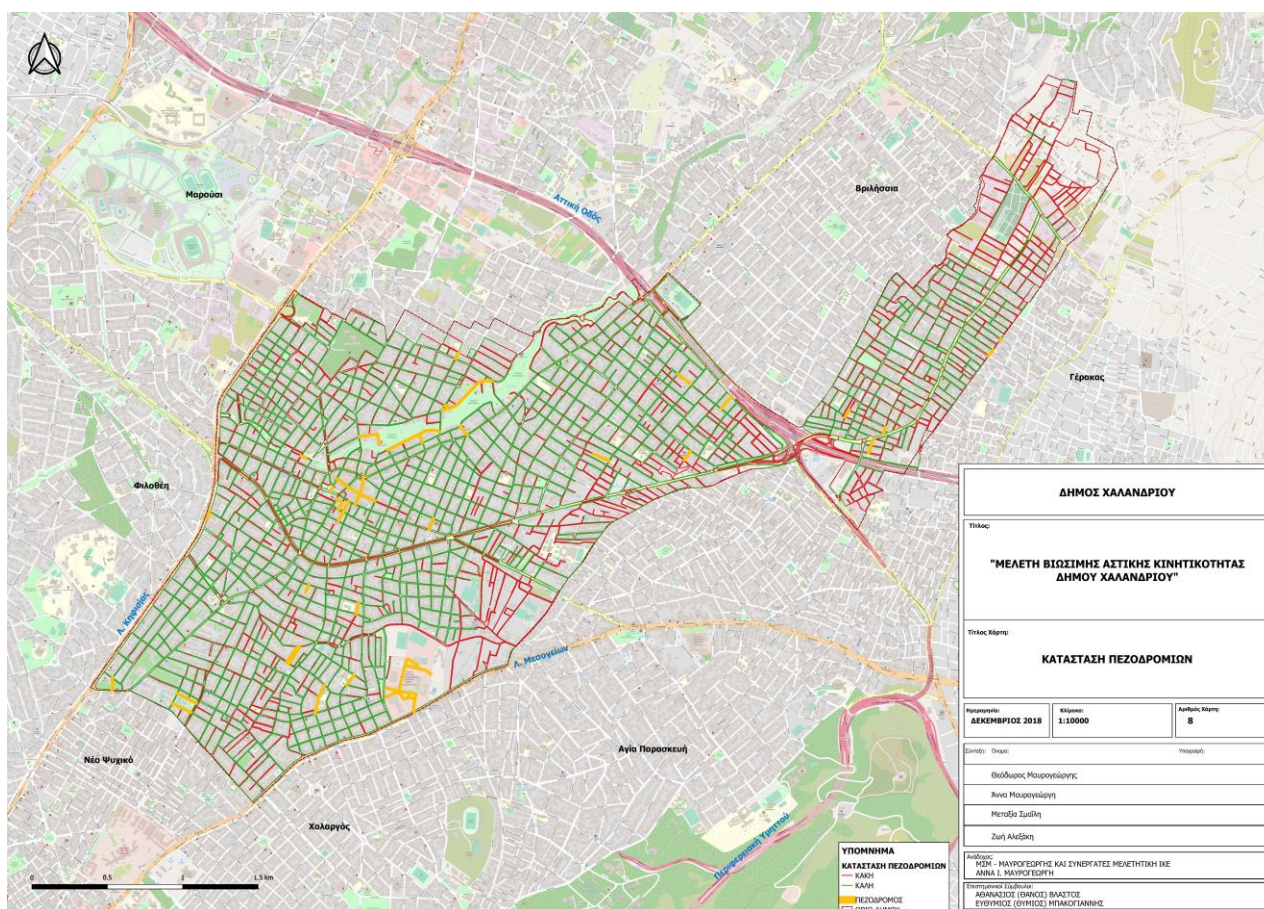 Μαρούσι
Βριλήσσια
Αττική Οδός
Γέρακας
Φιλοθέη
Λ. Κηφισίας
Λ. Μεσογείων
Αγία Παρασκευή
Νέο Ψυχικό
Χολαργός
Περιφερειακή Υμηττού
0 0.5 1 1.5 km
ΥΠΟΜΝΗΜΑ
ΚΑΤΑΣΤΑΣΗ ΠΕΖΟΔΡΟΜΙΩΝ
ΚΑΚΗ
ΚΑΛΗ
ΠΕΖΟΔΡΟΜΟΣ
ΟΡΙΟ ΔΗΜΟΥ
ΔΗΜΟΣ ΧΑΛΑΝΔΡΙΟΥ
Τίτλος:
"ΜΕΛΕΤΗ ΒΙΩΣΙΜΗΣ ΑΣΤΙΚΗΣ ΚΙΝΗΤΙΚΟΤΗΤΑΣ
ΔΗΜΟΥ ΧΑΛΑΝΔΡΙΟΥ"
Τίτλος Χάρτη:
ΚΑΤΑΣΤΑΣΗ ΠΕΖΟΔΡΟΜΙΩΝ
Ημερομηνία: Κλίμακα: Αριθμός Χάρτη:
ΔΕΚΕΜΒΡΙΟΣ 2018 1:10000 8
Σύνταξη: Όνομα: Υπογραφή:
Θεόδωρος Μαυρογεώργης
Άννα Μαυρογεώργη
Μεταξία Σμαΐλη
Ζωή Αλεξάκη
Ανάδοχος:
ΜΣΜ - ΜΑΥΡΟΓΕΩΡΓΗΣ ΚΑΙ ΣΥΝΕΡΓΑΤΕΣ ΜΕΛΕΤΗΤΙΚΗ ΙΚΕ
ΑΝΝΑ Ι. ΜΑΥΡΟΓΕΩΡΓΗ
Επιστημονικοί Σύμβουλοι:
ΑΘΑΝΑΣΙΟΣ (ΘΑΝΟΣ) ΒΛΑΣΤΟΣ
ΕΥΘΥΜΙΟΣ (ΘΥΜΙΟΣ) ΜΠΑΚΟΓΙΑΝΝΗΣ